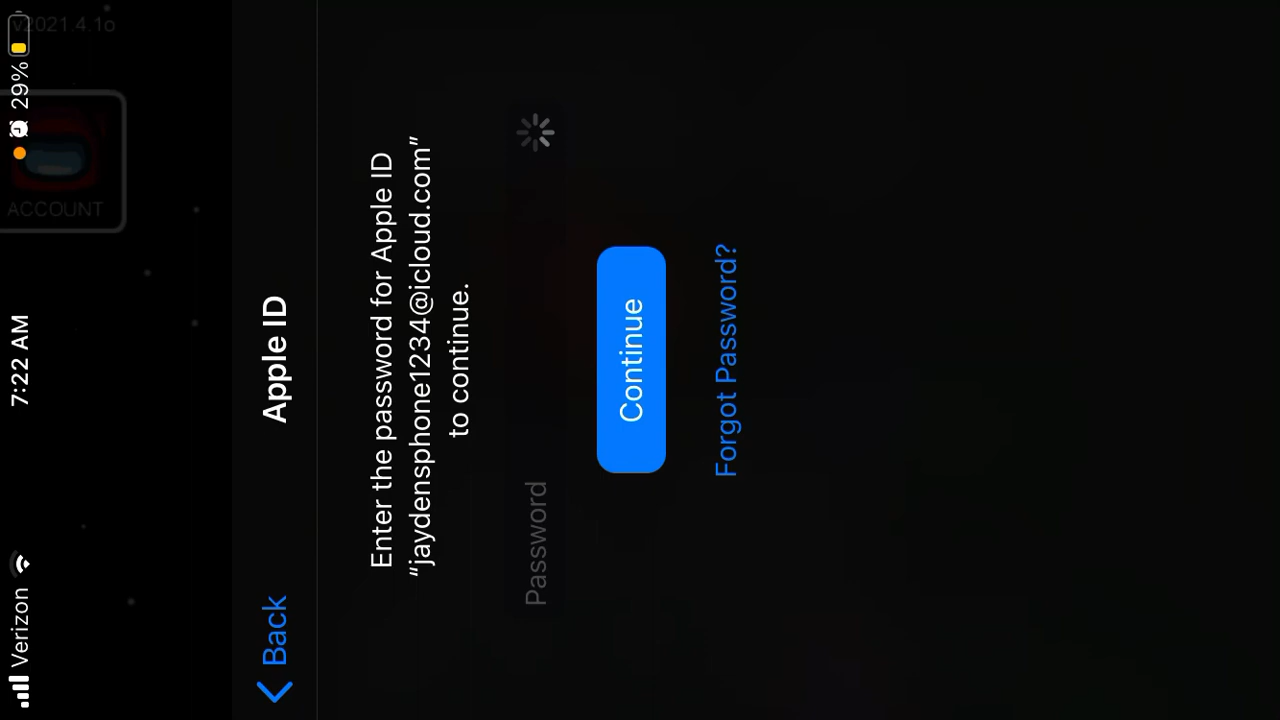 Verizon
7:22 AM
29%
v2021.4.1o
ACCOUNT
Back
Apple ID
Enter the password for Apple ID
“jaydensphone1234@icloud.com”
to continue.
Password
Continue
Forgot Password?